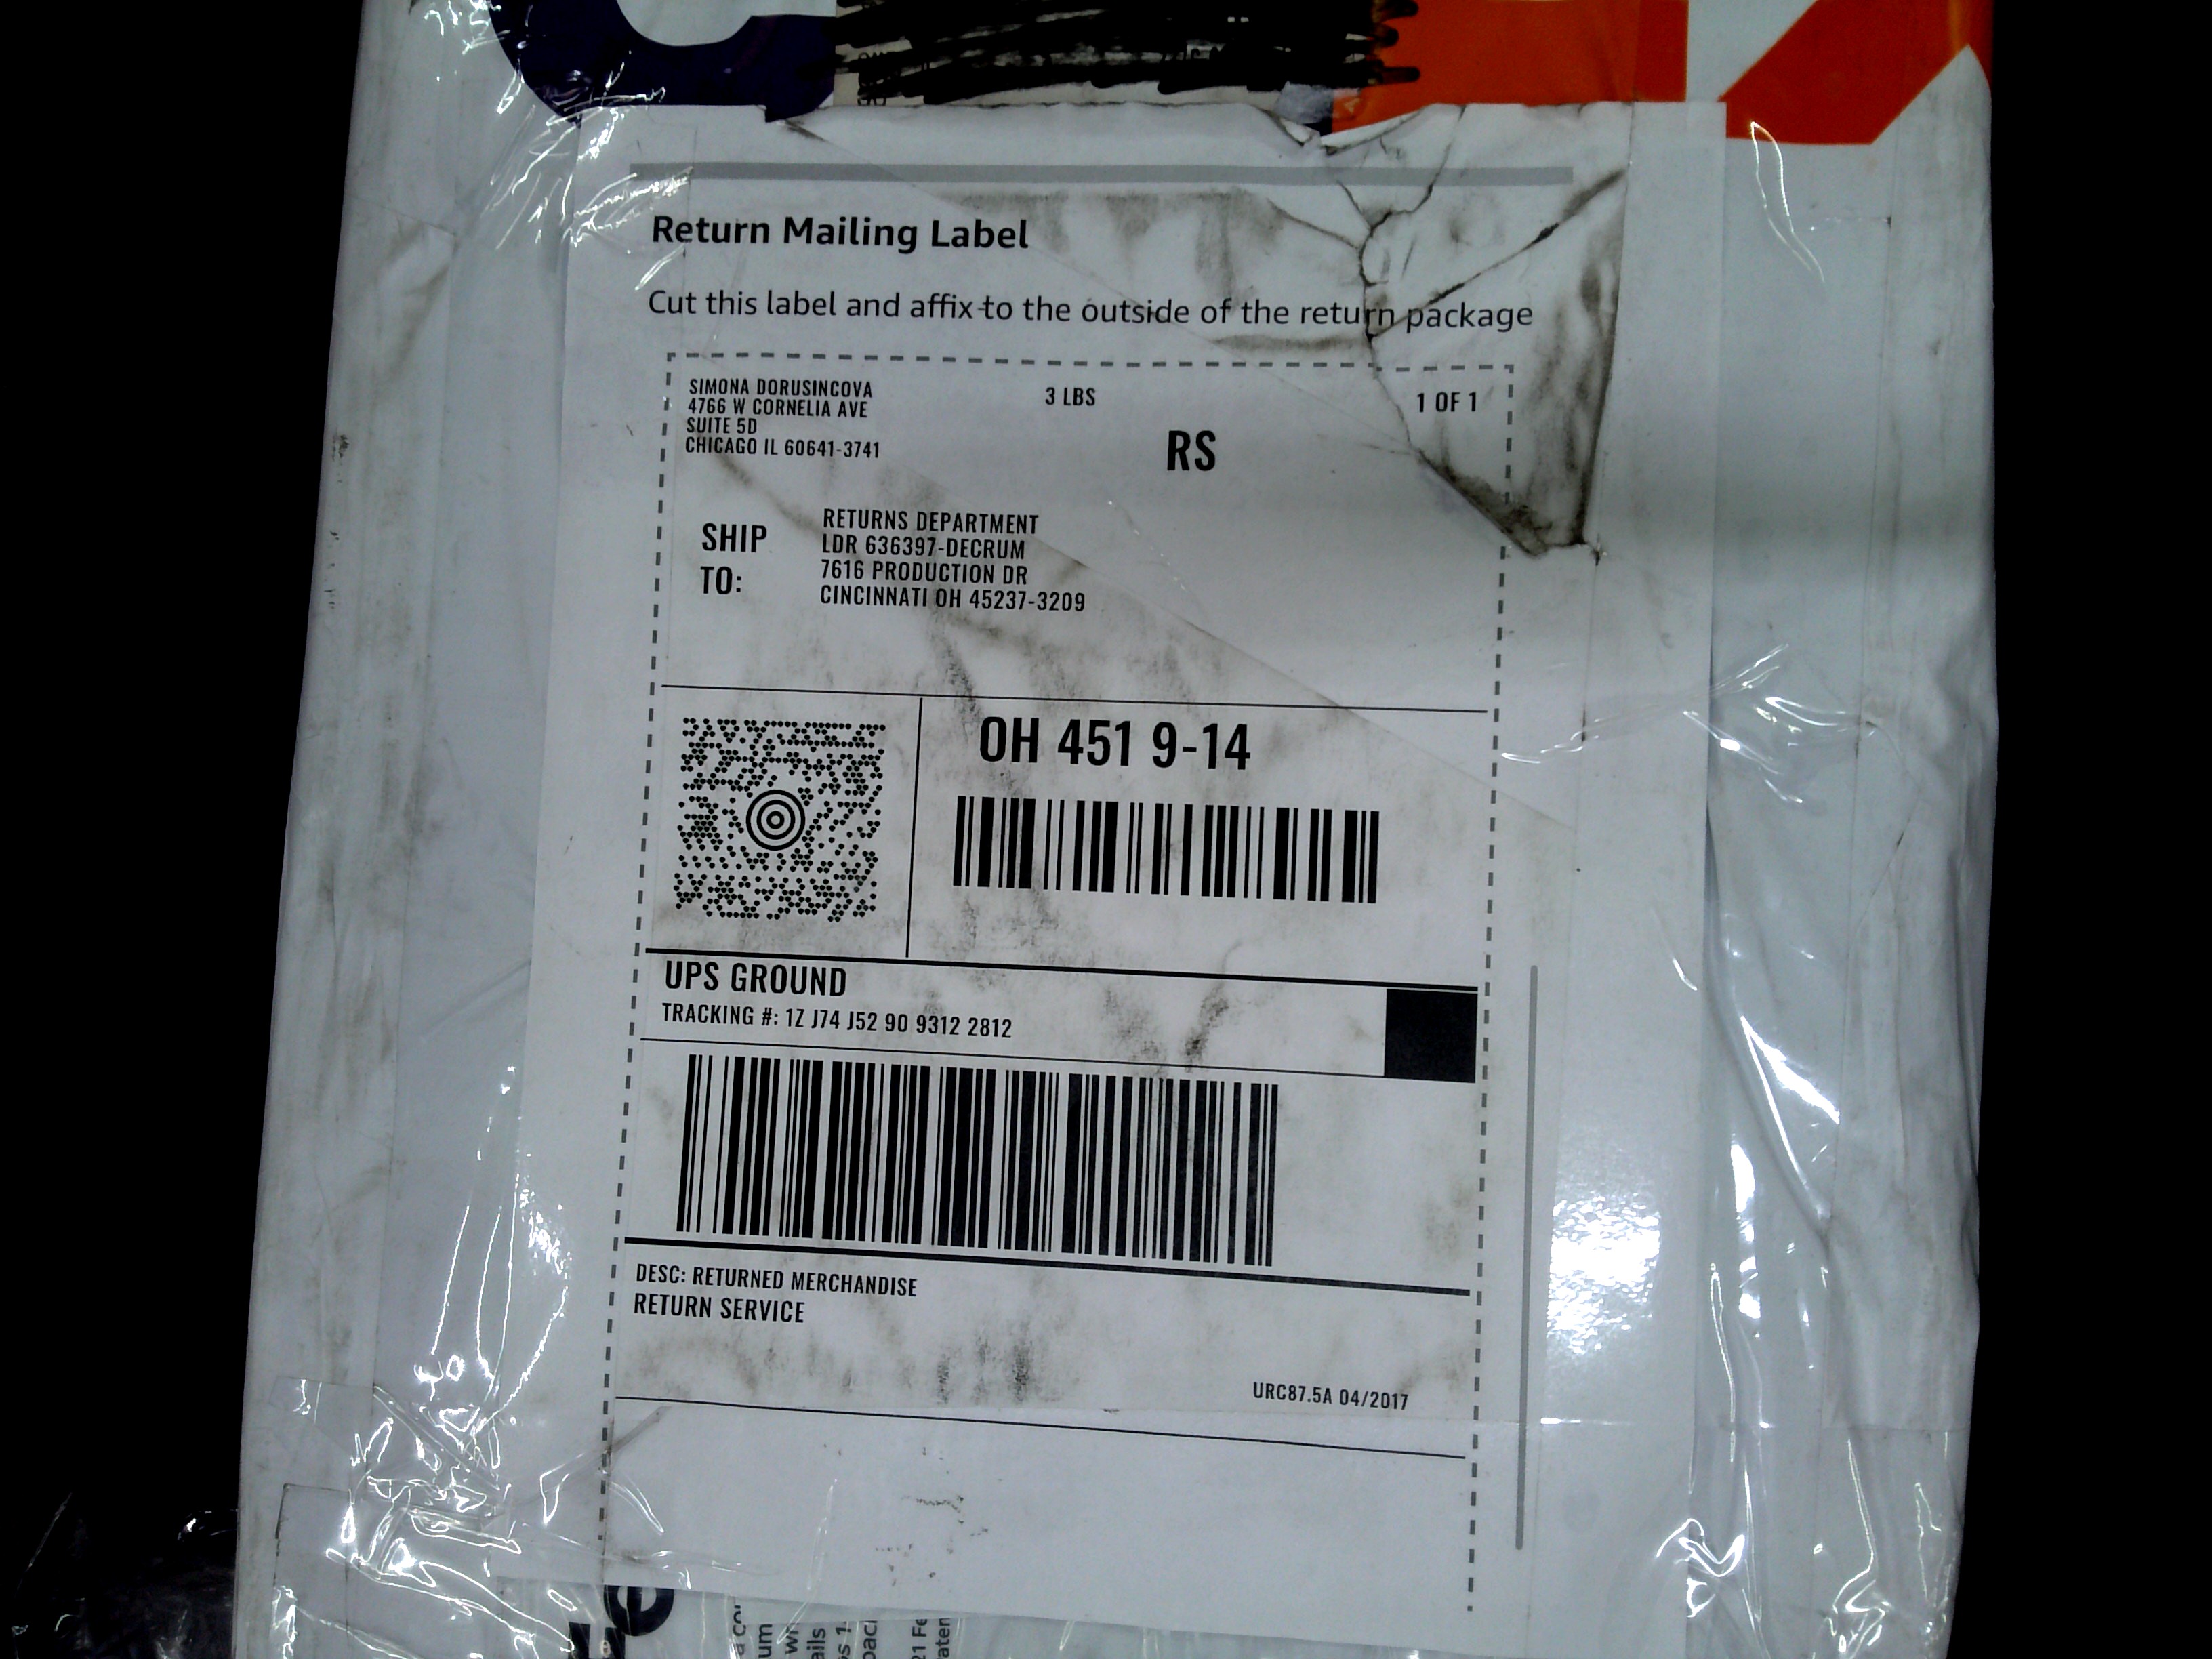 Return Mailing Label
Cut this label and affix to the outside of the return package
SIMONA DORUSINCOVA
4766 W CORNELIA AVE
SUITE 5D
CHICAGO IL 60641-3741
3 LBS
1 OF 1
RS
SHIP TO:
RETURNS DEPARTMENT
LDR 636397-DECRUM
7616 PRODUCTION DR
CINCINNATI OH 45237-3209
OH 451 9-14
UPS GROUND
TRACKING #: 1Z J74 J52 90 9312 2812
DESC: RETURNED MERCHANDISE
RETURN SERVICE
URC87.5A 04/2017